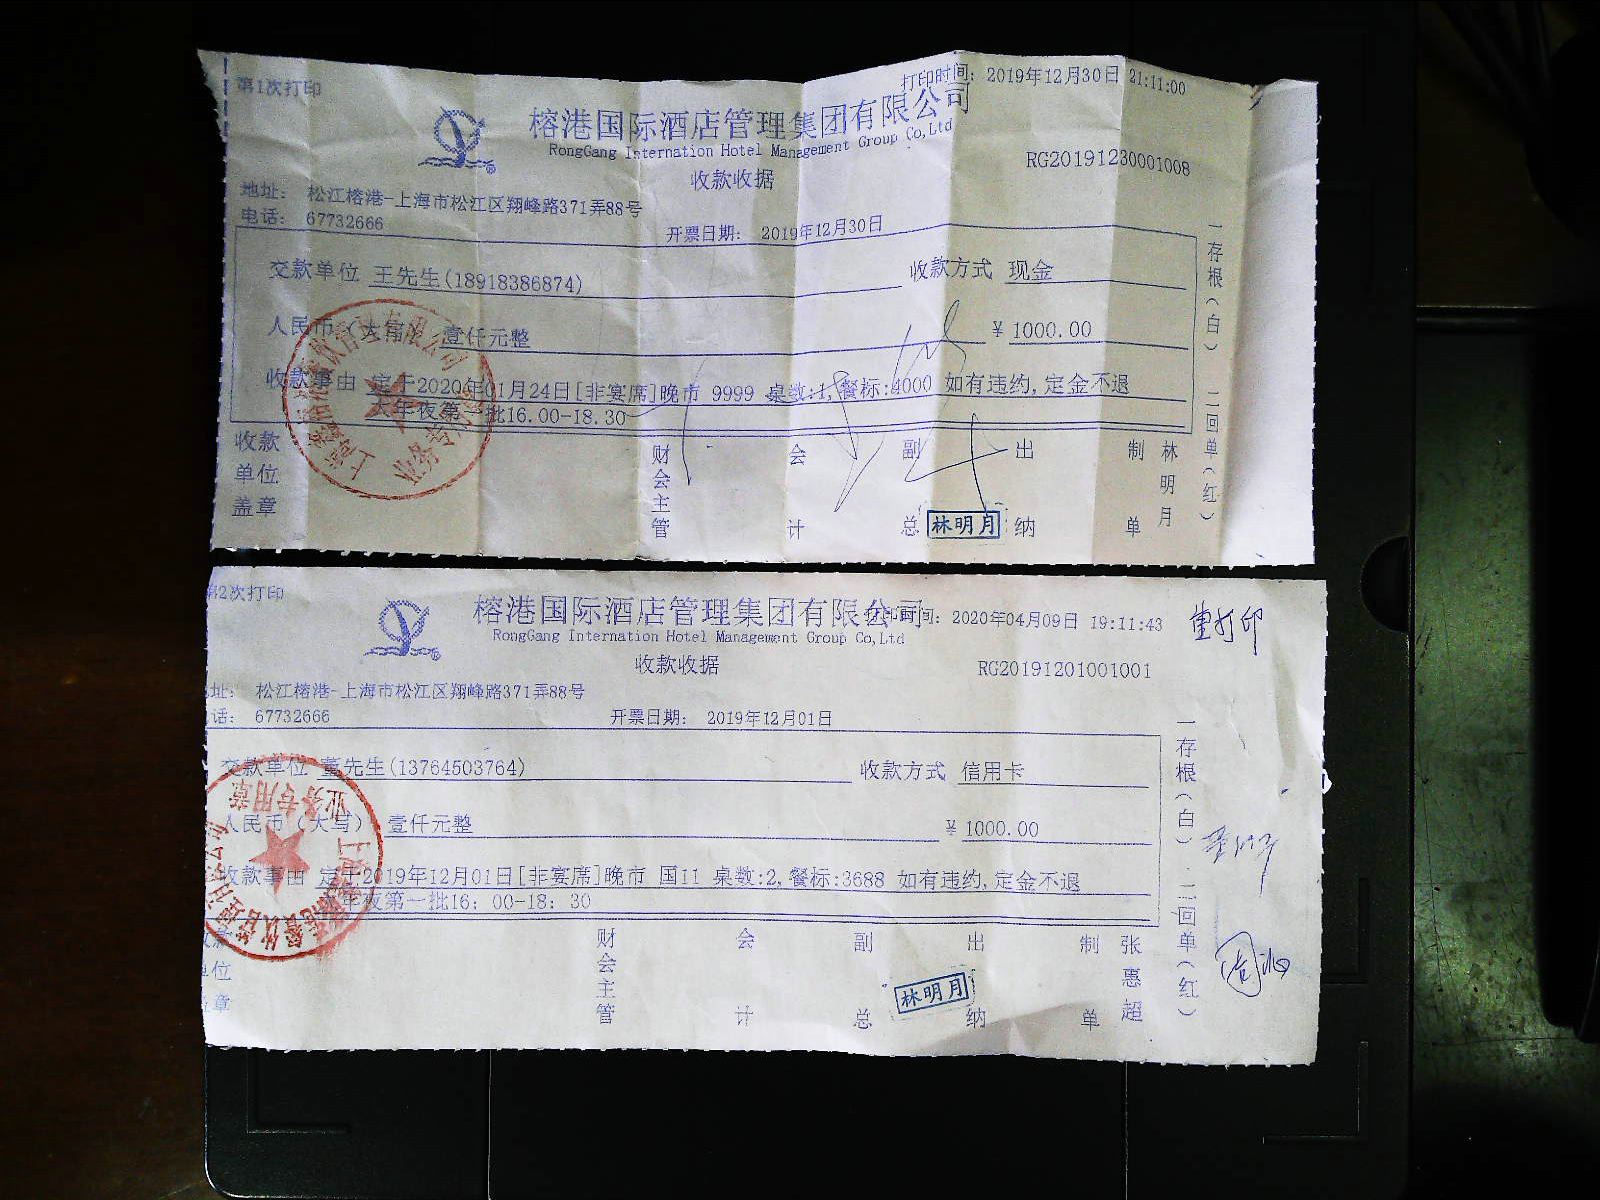 第1次打印
打印时间: 2019年12月30日 21:11:00
榕港国际酒店管理集团有限公司
RongGang Internation Hotel Management Group Co,Ltd
收款收据
RG20191230001008
地址: 松江榕港-上海市松江区翔峰路371弄88号
电话: 67732666
开票日期: 2019年12月30日
交款单位 王先生(18918386874) 收款方式 现金
人民币(大写) 壹仟元整 ¥ 1000.00
收款事由 定于2020年01月24日[非宴席]晚市 9999 桌数:1,餐标:4000 如有违约,定金不退
大年夜第一批16.00-18.30
收款单位盖章 财会主管 会计 副总 出纳 制单 林明月
林明月
一存根(白) 二回单(红)
业务专用章
第2次打印
榕港国际酒店管理集团有限公司
打印时间: 2020年04月09日 19:11:43
重打印
RongGang Internation Hotel Management Group Co,Ltd
收款收据
RG20191201001001
址: 松江榕港-上海市松江区翔峰路371弄88号
话: 67732666
开票日期: 2019年12月01日
交款单位 董先生(13764503764) 收款方式 信用卡
人民币(大写) 壹仟元整 ¥ 1000.00
收款事由 定于2019年12月01日[非宴席]晚市 国11 桌数:2,餐标:3688 如有违约,定金不退
年夜第一批16: 00-18: 30
单位章 财会主管 会计 副总 出纳 制单 张惠超
林明月
一存根(白) 二回单(红)
业务专用章